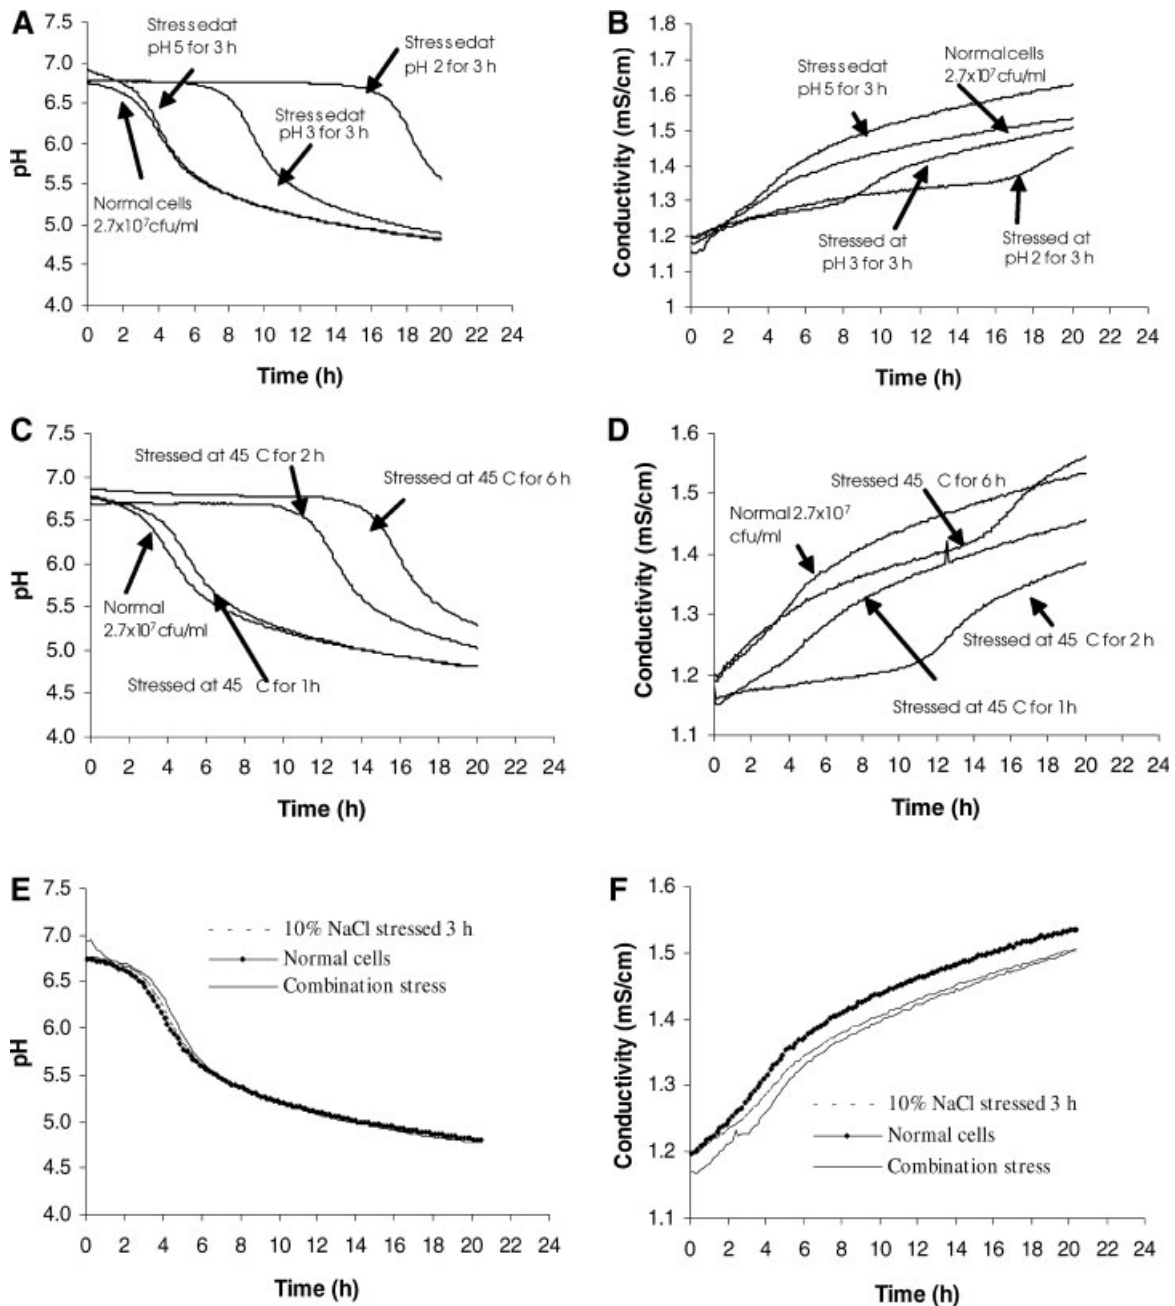 A
7.5
7.0
6.5
6.0
5.5
5.0
4.5
4.0
pH
Stressedat
pH 5 for 3 h
Stressedat
pH 2 for 3 h
Stressedat
pH 3 for 3 h
Normal cells
2.7x10⁷cfu/ml
0 2 4 6 8 10 12 14 16 18 20 22 24
Time (h)
B
1.8
1.7
1.6
1.5
1.4
1.3
1.2
1.1
1
Conductivity (mS/cm)
Stressedat
pH 5 for 3 h
Normal cells
2.7x10⁷cfu/ml
Stressed at
pH 3 for 3 h
Stressed at
pH 2 for 3 h
0 2 4 6 8 10 12 14 16 18 20 22 24
Time (h)
C
7.5
7.0
6.5
6.0
5.5
5.0
4.5
4.0
pH
Stressed at 45 C for 2 h
Stressed at 45 C for 6 h
Normal
2.7x10⁷ cfu/ml
Stressed at 45 C for 1h
0 2 4 6 8 10 12 14 16 18 20 22 24
Time (h)
D
1.6
1.5
1.4
1.3
1.2
1.1
Conductivity (mS/cm)
Stressed 45 C for 6 h
Normal 2.7x10⁷
cfu/ml
Stressed at 45 C for 2 h
Stressed at 45 C for 1h
0 2 4 6 8 10 12 14 16 18 20 22 24
Time (h)
E
7.5
7.0
6.5
6.0
5.5
5.0
4.5
4.0
pH
10% NaCl stressed 3 h
Normal cells
Combination stress
0 2 4 6 8 10 12 14 16 18 20 22 24
Time (h)
F
1.6
1.5
1.4
1.3
1.2
1.1
Conductivity (mS/cm)
10% NaCl stressed 3 h
Normal cells
Combination stress
0 2 4 6 8 10 12 14 16 18 20 22 24
Time (h)